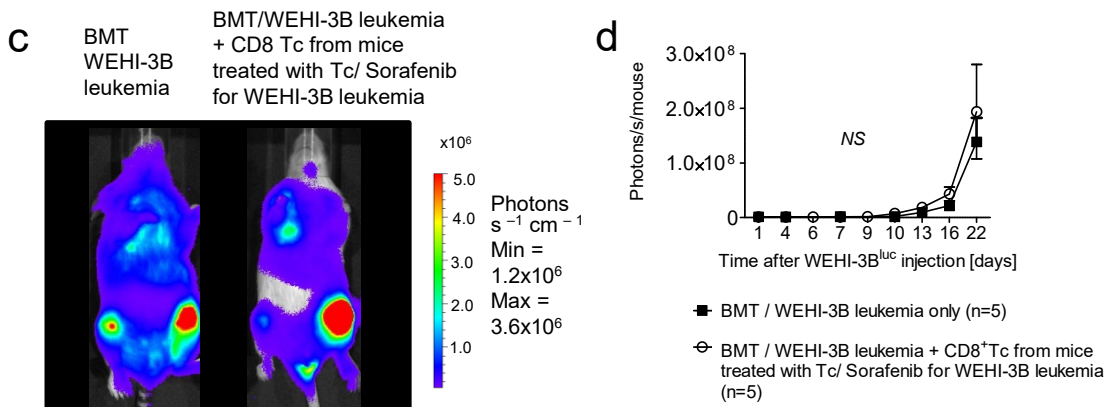 c
BMT
WEHI-3B
leukemia
BMT/WEHI-3B leukemia
+ CD8 Tc from mice
treated with Tc/ Sorafenib
for WEHI-3B leukemia
x10⁶
5.0
4.0
3.0
2.0
1.0
Photons
s⁻¹ cm⁻¹
Min =
1.2x10⁶
Max =
3.6x10⁶
d
Photons/s/mouse
3.0x10⁸
2.0x10⁸
1.0x10⁸
0
NS
1 4 6 7 9 10 13 16 22
Time after WEHI-3Bˡᵘᶜ injection [days]
BMT / WEHI-3B leukemia only (n=5)
BMT / WEHI-3B leukemia + CD8⁺Tc from mice
treated with Tc/ Sorafenib for WEHI-3B leukemia
(n=5)